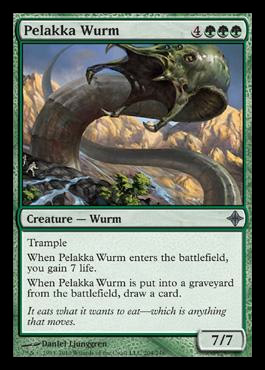 Pelakka Wurm 4
Creature — Wurm
Trample
When Pelakka Wurm enters the battlefield,
you gain 7 life.
When Pelakka Wurm is put into a graveyard
from the battlefield, draw a card.
It eats what it wants to eat—which is anything
that moves.
Daniel Ljunggren
7/7